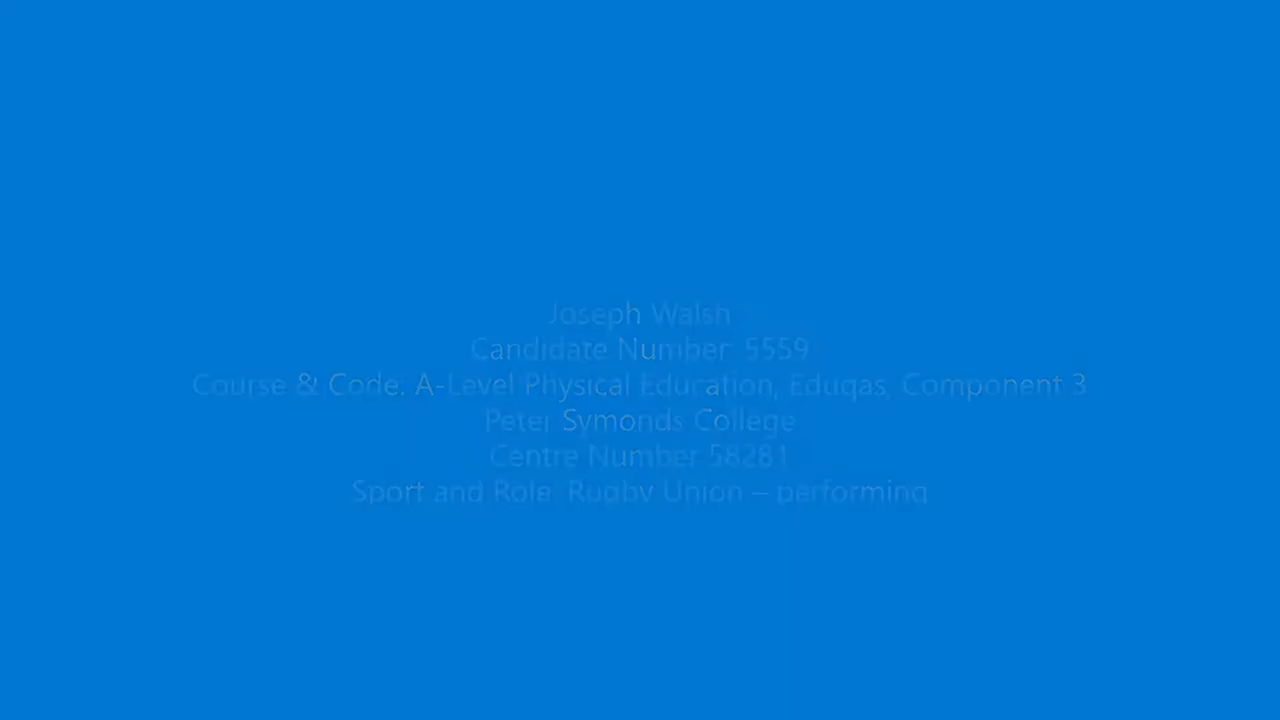 Joseph Walsh
Candidate Number: 5559
Course & Code: A-Level Physical Education, Eduqas, Component 3
Peter Symonds College
Centre Number 58281
Sport and Role: Rugby Union – performing